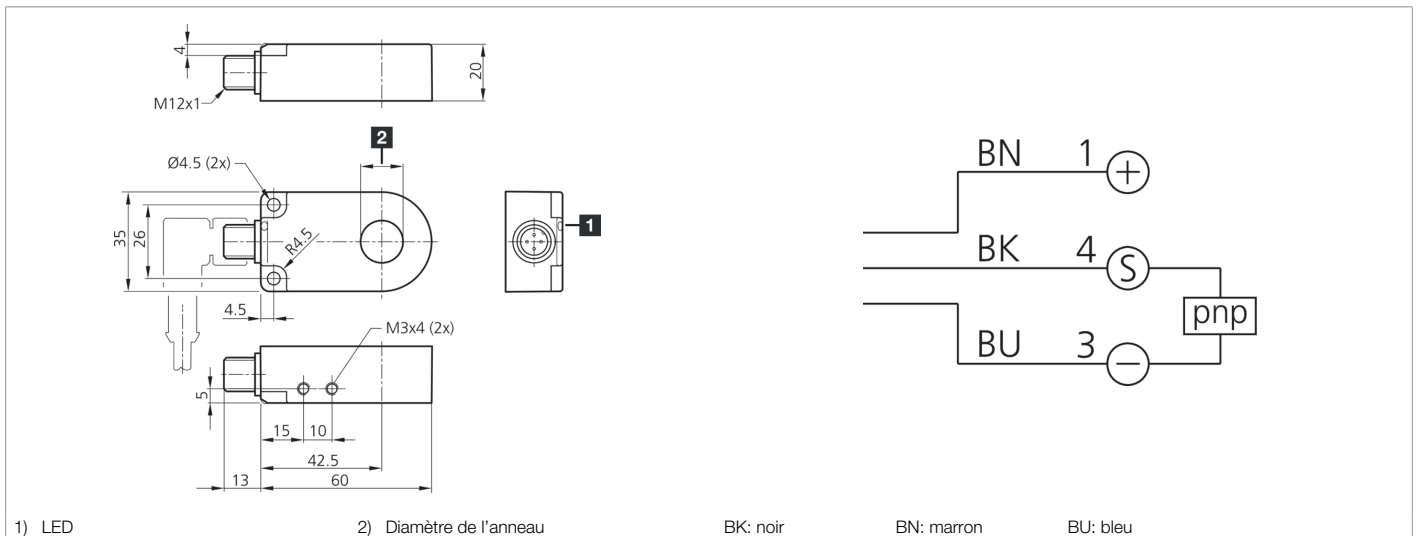 4
20
M12x1
2
Ø4.5 (2x)
35
26
R4.5
1
4.5
M3x4 (2x)
5
15
10
42.5
13
60
BN 1 +
BK 4 S
pnp
BU 3 −
1) LED
2) Diamètre de l'anneau
BK: noir
BN: marron
BU: bleu